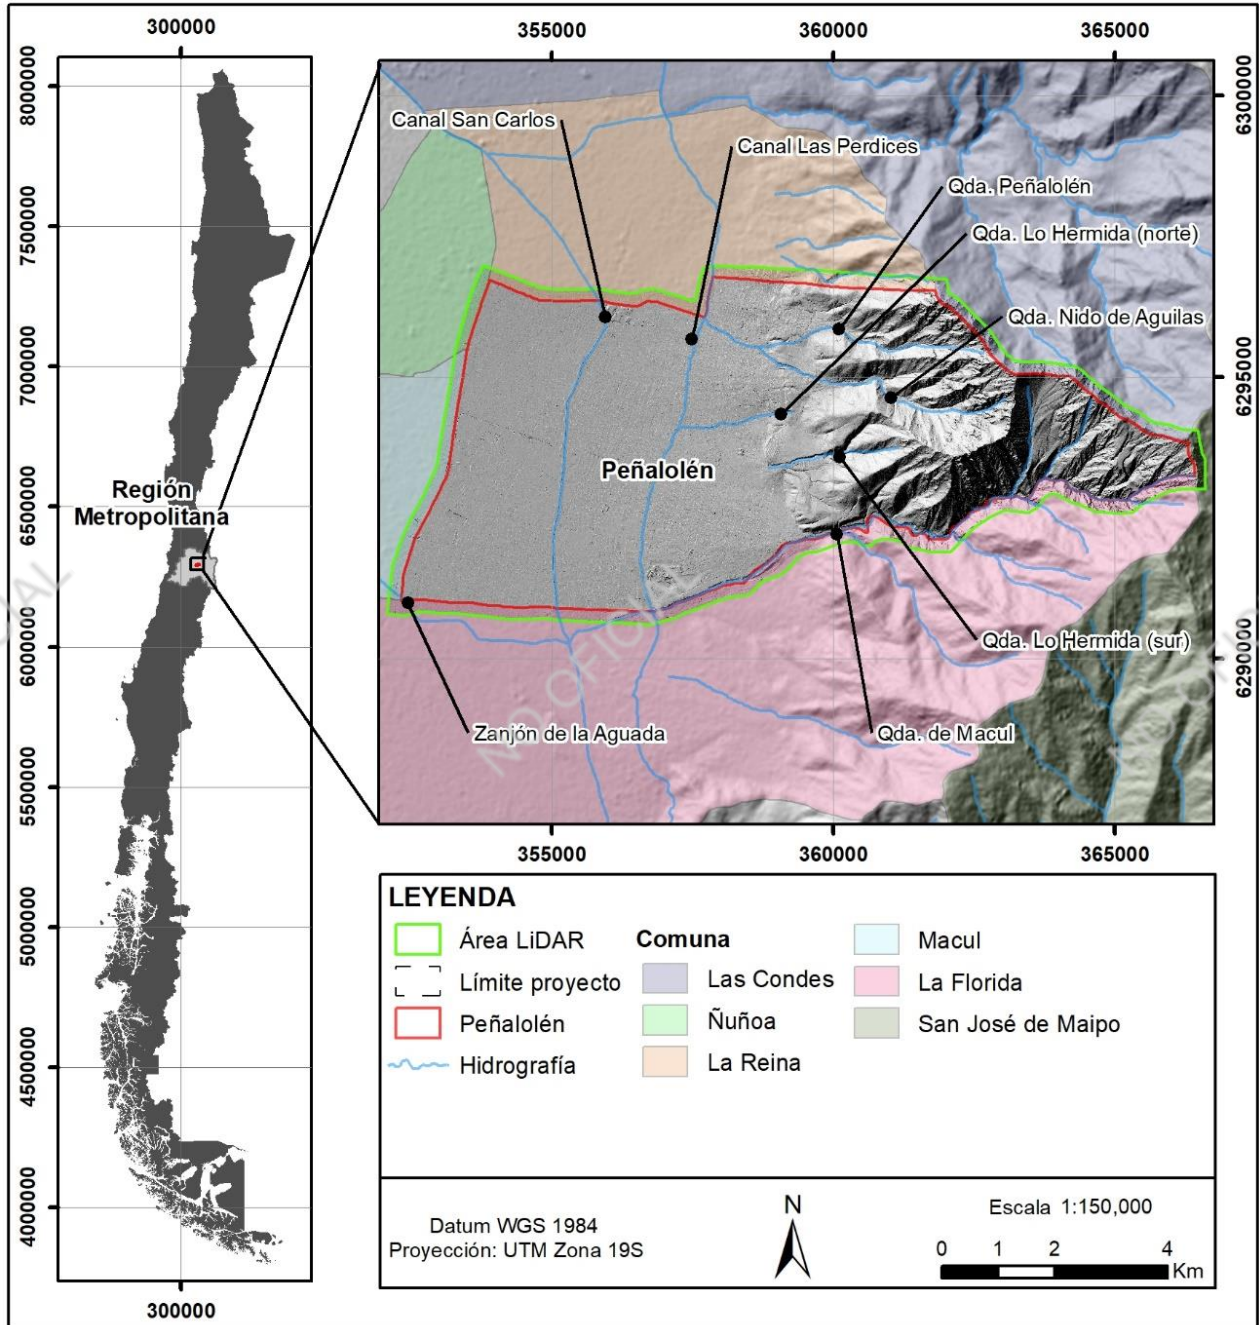 300000
355000
360000
365000
8000000
7500000
7000000
6500000
6000000
5500000
5000000
4500000
4000000
Región
Metropolitana
300000
6300000
6295000
6290000
Canal San Carlos
Canal Las Perdices
Qda. Peñalolén
Qda. Lo Hermida (norte)
Qda. Nido de Aguilas
Peñalolén
Qda. Lo Hermida (sur)
Zanjón de la Aguada
Qda. de Macul
NO OFICIAL
355000
360000
365000
LEYENDA
Área LiDAR
Límite proyecto
Peñalolén
Hidrografía
Comuna
Las Condes
Ñuñoa
La Reina
Macul
La Florida
San José de Maipo
Datum WGS 1984
Proyección: UTM Zona 19S
N
Escala 1:150,000
0 1 2 4
Km